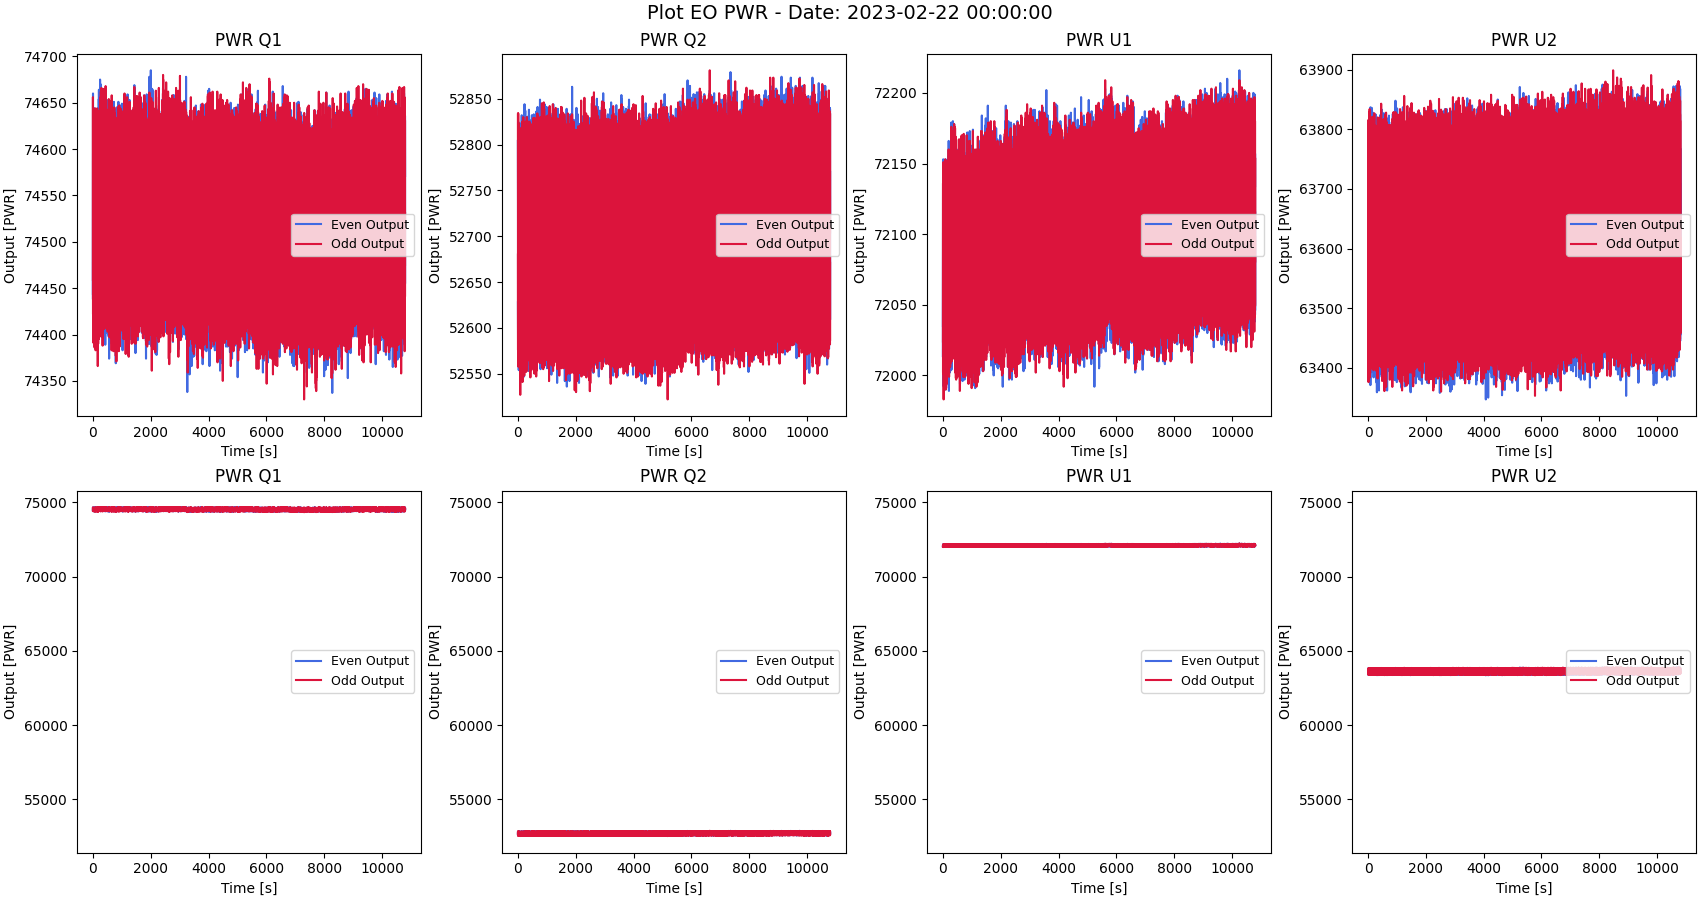 Plot EO PWR - Date: 2023-02-22 00:00:00
PWR Q1
Output [PWR]
74700
74650
74600
74550
74500
74450
74400
74350
Even Output
Odd Output
0 2000 4000 6000 8000 10000
Time [s]
PWR Q2
Output [PWR]
52850
52800
52750
52700
52650
52600
52550
Even Output
Odd Output
0 2000 4000 6000 8000 10000
Time [s]
PWR U1
Output [PWR]
72200
72150
72100
72050
72000
Even Output
Odd Output
0 2000 4000 6000 8000 10000
Time [s]
PWR U2
Output [PWR]
63900
63800
63700
63600
63500
63400
Even Output
Odd Output
0 2000 4000 6000 8000 10000
Time [s]
PWR Q1
Output [PWR]
75000
70000
65000
60000
55000
Even Output
Odd Output
0 2000 4000 6000 8000 10000
Time [s]
PWR Q2
Output [PWR]
75000
70000
65000
60000
55000
Even Output
Odd Output
0 2000 4000 6000 8000 10000
Time [s]
PWR U1
Output [PWR]
75000
70000
65000
60000
55000
Even Output
Odd Output
0 2000 4000 6000 8000 10000
Time [s]
PWR U2
Output [PWR]
75000
70000
65000
60000
55000
Even Output
Odd Output
0 2000 4000 6000 8000 10000
Time [s]